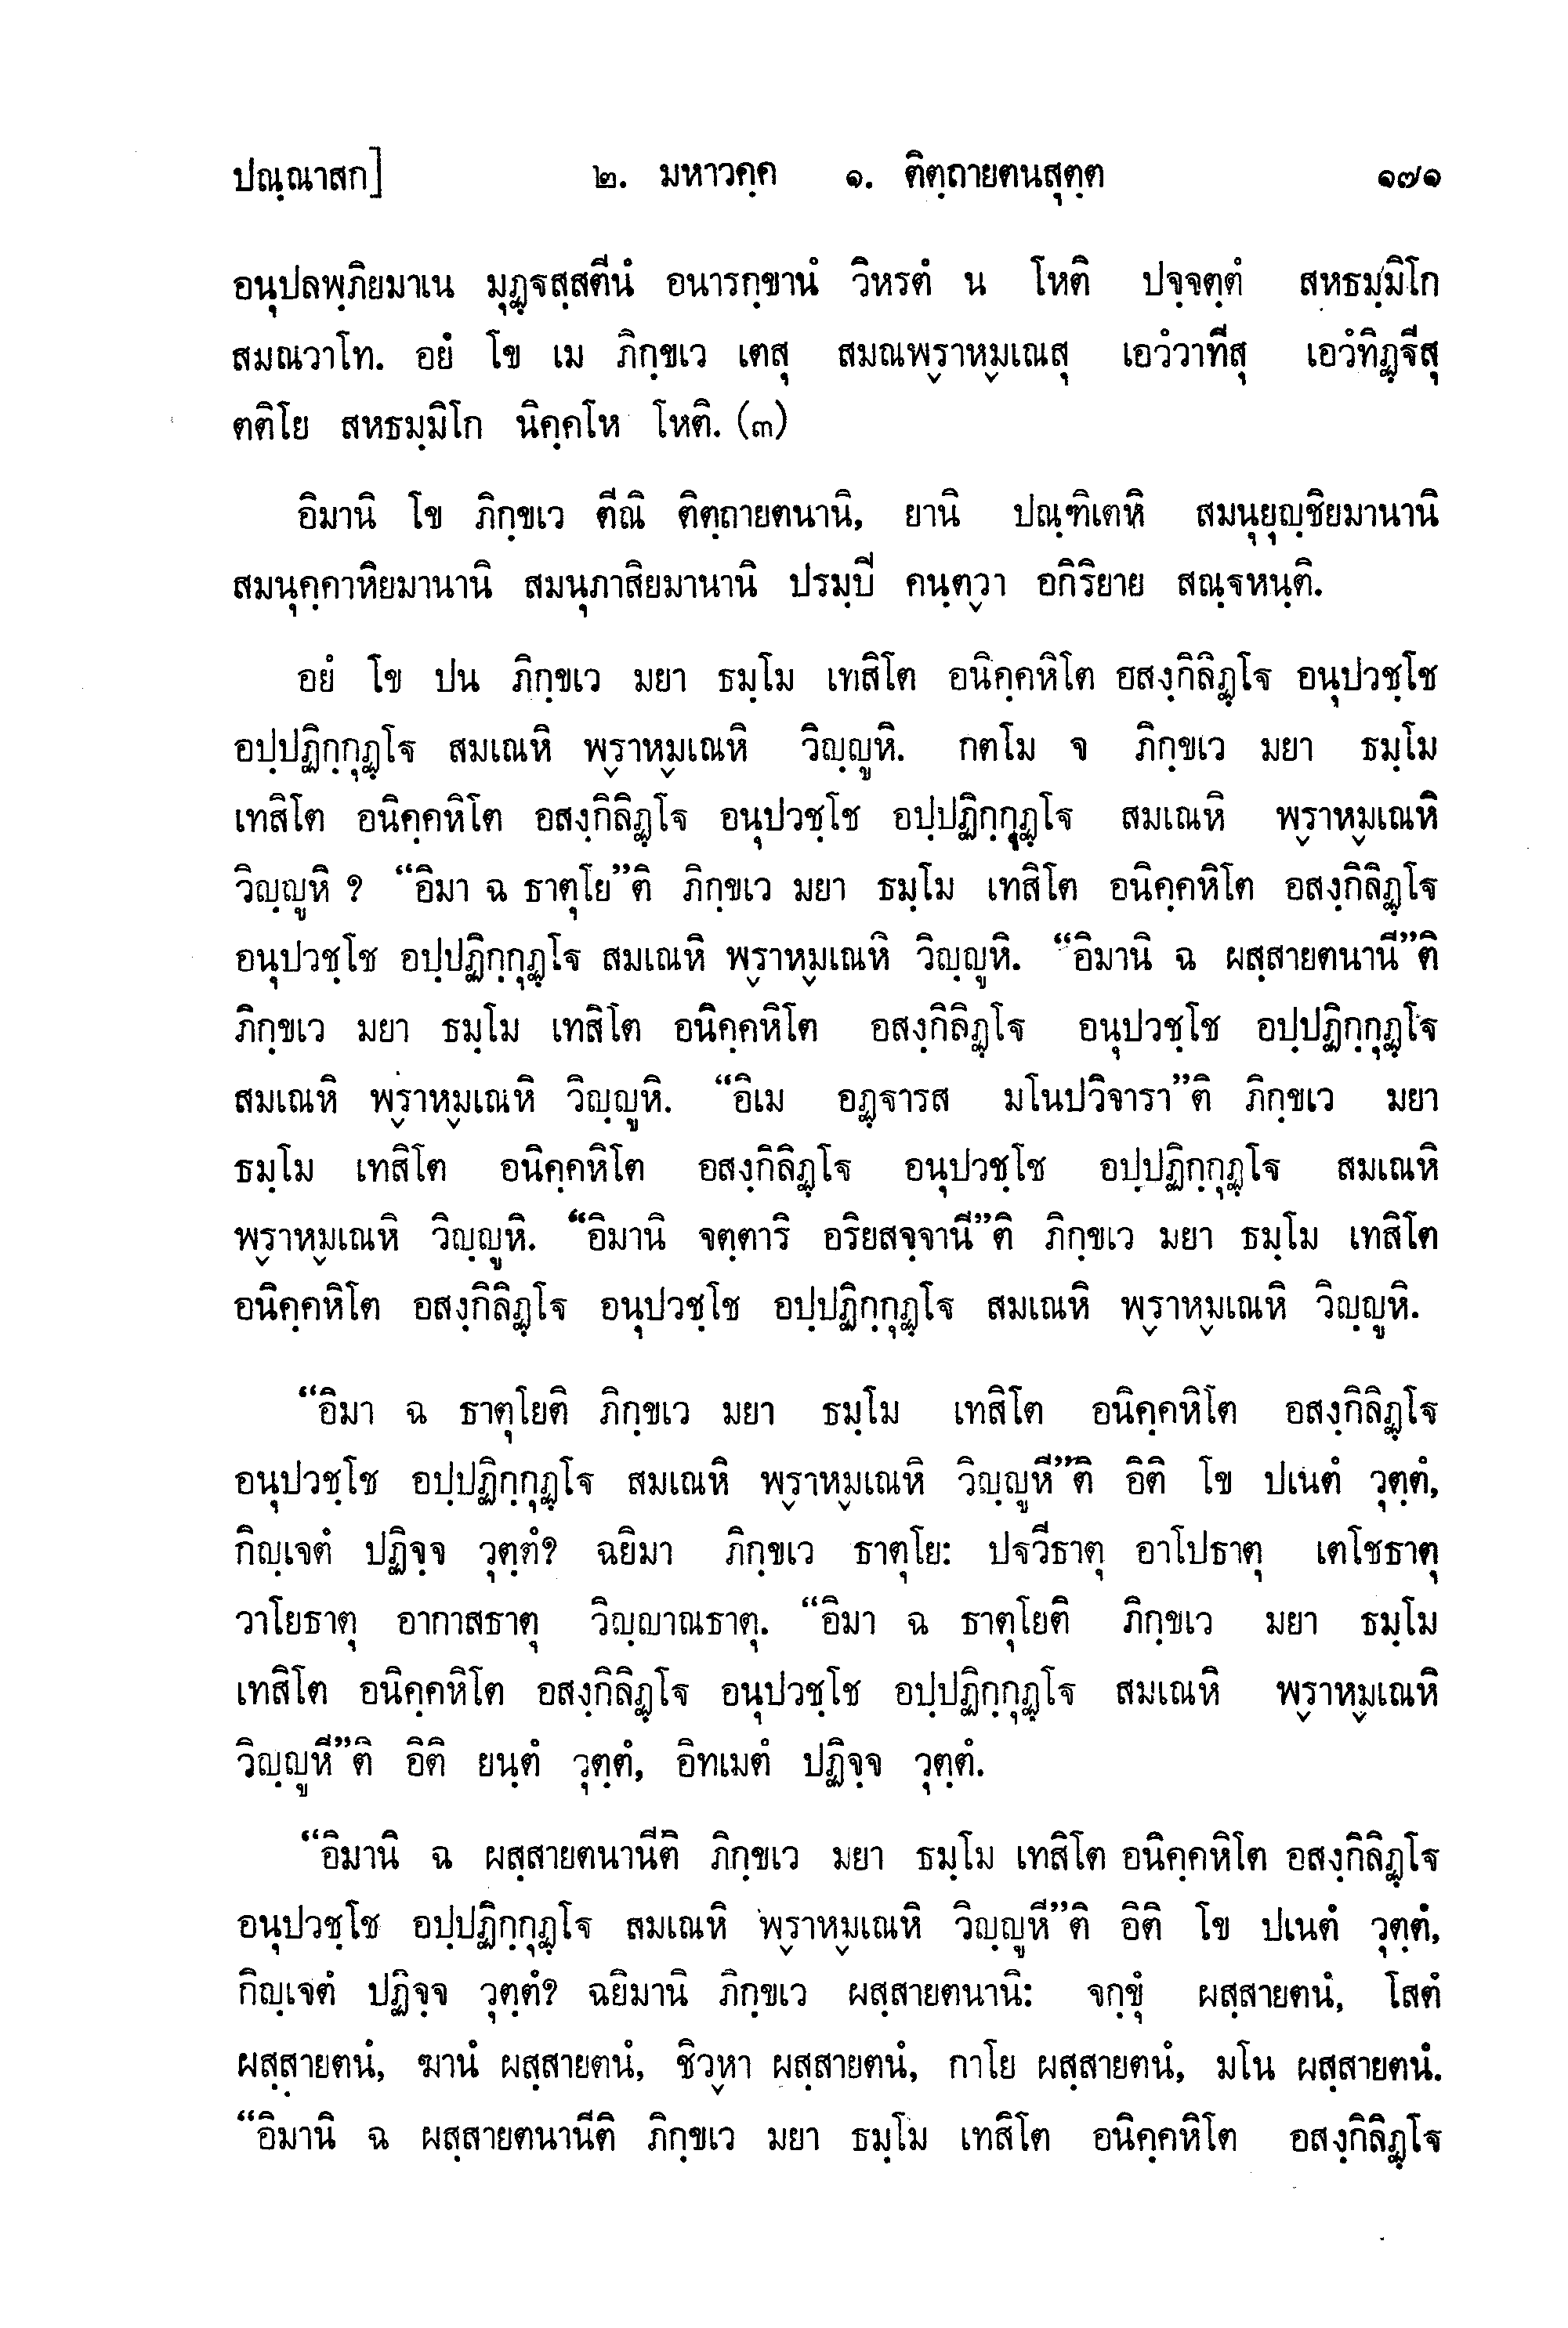 ปณฺณาสก] ๒. มหาวคฺค ๑. ติตฺถายตนสุตฺต ๑๗๑
อนุปลพฺภิยมาเน มุฏฺฐสฺสตีนํ อนารกฺขานํ วิหรตํ น โหติ ปจฺจตฺตํ สหธมฺมิโก
สมณวาโท. อยํ โข เม ภิกฺขเว เตสุ สมณพฺราหฺมเณสุ เอวํวาทีสุ เอวํทิฏฺฐีสุ
ตติโย สหธมฺมิโก นิคฺคโห โหติ. (๓)
อิมานิ โข ภิกฺขเว ตีณิ ติตฺถายตนานิ, ยานิ ปณฺฑิเตหิ สมนุยุญฺชิยมานานิ
สมนุคฺคาหิยมานานิ สมนุภาสิยมานานิ ปรมฺปิ คนฺตฺวา อกิริยาย สณฺฐหนฺติ.
อยํ โข ปน ภิกฺขเว มยา ธมฺโม เทสิโต อนิคฺคหิโต อสงฺกิลิฏฺโฐ อนุปวชฺโช
อปฺปฏิกฺกุฏฺโฐ สมเณหิ พฺราหฺมเณหิ วิญฺญูหิ. กตโม จ ภิกฺขเว มยา ธมฺโม
เทสิโต อนิคฺคหิโต อสงฺกิลิฏฺโฐ อนุปวชฺโช อปฺปฏิกฺกุฏฺโฐ สมเณหิ พฺราหฺมเณหิ
วิญฺญูหิ ? “อิมา ฉ ธาตุโย”ติ ภิกฺขเว มยา ธมฺโม เทสิโต อนิคฺคหิโต อสงฺกิลิฏฺโฐ
อนุปวชฺโช อปฺปฏิกฺกุฏฺโฐ สมเณหิ พฺราหฺมเณหิ วิญฺญูหิ. “อิมานิ ฉ ผสฺสายตนานี”ติ
ภิกฺขเว มยา ธมฺโม เทสิโต อนิคฺคหิโต อสงฺกิลิฏฺโฐ อนุปวชฺโช อปฺปฏิกฺกุฏฺโฐ
สมเณหิ พฺราหฺมเณหิ วิญฺญูหิ. “อิเม อฏฺฐารส มโนปวิจารา”ติ ภิกฺขเว มยา
ธมฺโม เทสิโต อนิคฺคหิโต อสงฺกิลิฏฺโฐ อนุปวชฺโช อปฺปฏิกฺกุฏฺโฐ สมเณหิ
พฺราหฺมเณหิ วิญฺญูหิ. “อิมานิ จตฺตาริ อริยสจฺจานี”ติ ภิกฺขเว มยา ธมฺโม เทสิโต
อนิคฺคหิโต อสงฺกิลิฏฺโฐ อนุปวชฺโช อปฺปฏิกฺกุฏฺโฐ สมเณหิ พฺราหฺมเณหิ วิญฺญูหิ.
“อิมา ฉ ธาตุโยติ ภิกฺขเว มยา ธมฺโม เทสิโต อนิคฺคหิโต อสงฺกิลิฏฺโฐ
อนุปวชฺโช อปฺปฏิกฺกุฏฺโฐ สมเณหิ พฺราหฺมเณหิ วิญฺญูหี”ติ อิติ โข ปเนตํ วุตฺตํ,
กิญฺเจตํ ปฏิจฺจ วุตฺตํ? ฉยิมา ภิกฺขเว ธาตุโย: ปฐวีธาตุ อาโปธาตุ เตโชธาตุ
วาโยธาตุ อากาสธาตุ วิญฺญาณธาตุ. “อิมา ฉ ธาตุโยติ ภิกฺขเว มยา ธมฺโม
เทสิโต อนิคฺคหิโต อสงฺกิลิฏฺโฐ อนุปวชฺโช อปฺปฏิกฺกุฏฺโฐ สมเณหิ พฺราหฺมเณหิ
วิญฺญูหี”ติ อิติ ยนฺตํ วุตฺตํ, อิทเมตํ ปฏิจฺจ วุตฺตํ.
“อิมานิ ฉ ผสฺสายตนานีติ ภิกฺขเว มยา ธมฺโม เทสิโต อนิคฺคหิโต อสงฺกิลิฏฺโฐ
อนุปวชฺโช อปฺปฏิกฺกุฏฺโฐ สมเณหิ พฺราหฺมเณหิ วิญฺญูหี”ติ อิติ โข ปเนตํ วุตฺตํ,
กิญฺเจตํ ปฏิจฺจ วุตฺตํ? ฉยิมานิ ภิกฺขเว ผสฺสายตนานิ: จกฺขุํ ผสฺสายตนํ, โสตํ
ผสฺสายตนํ, ฆานํ ผสฺสายตนํ, ชิวฺหา ผสฺสายตนํ, กาโย ผสฺสายตนํ, มโน ผสฺสายตนํ.
“อิมานิ ฉ ผสฺสายตนานีติ ภิกฺขเว มยา ธมฺโม เทสิโต อนิคฺคหิโต อสงฺกิลิฏฺโฐ